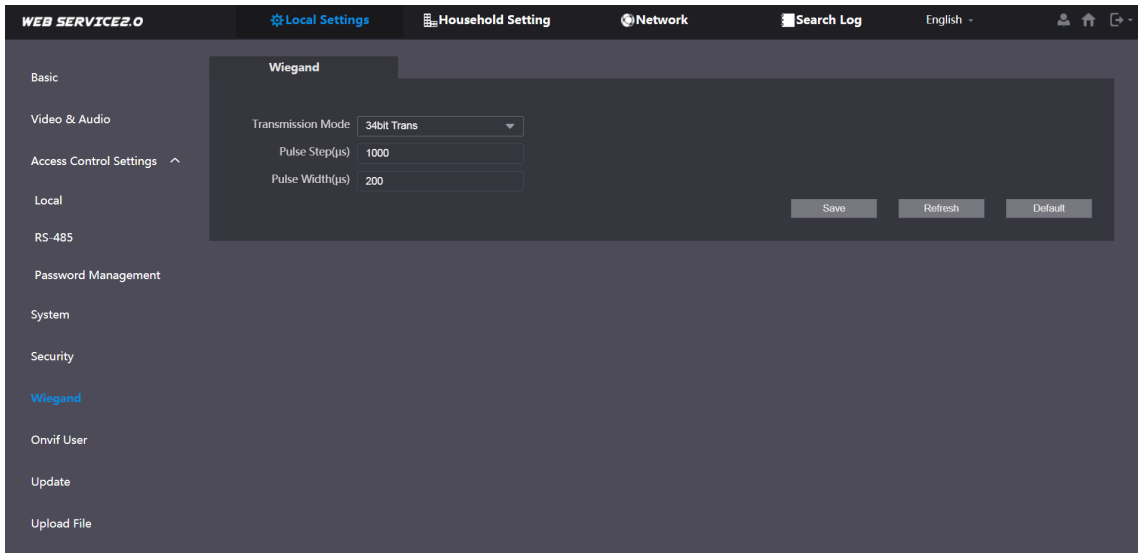 WEB SERVICE2.0
Local Settings
Household Setting
Network
Search Log
English
Basic
Video & Audio
Access Control Settings
Local
RS-485
Password Management
System
Security
Wiegand
Onvif User
Update
Upload File
Wiegand
Transmission Mode 34bit Trans
Pulse Step(μs) 1000
Pulse Width(μs) 200
Save Refresh Default